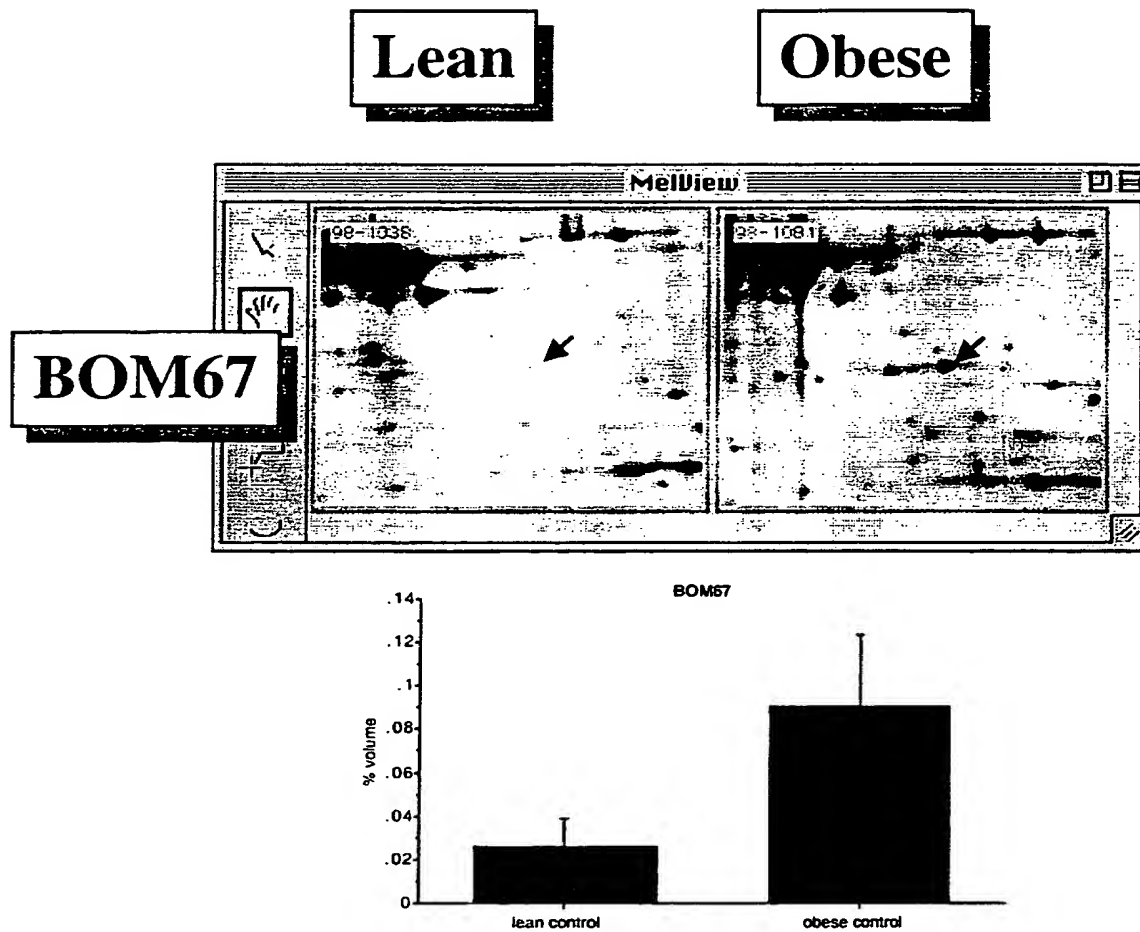 Lean
Obese
MelView
98-1038
98-1081
BOM67
BOM67
.14
.12
.1
.08
.06
.04
.02
0
% volume
lean control
obese control